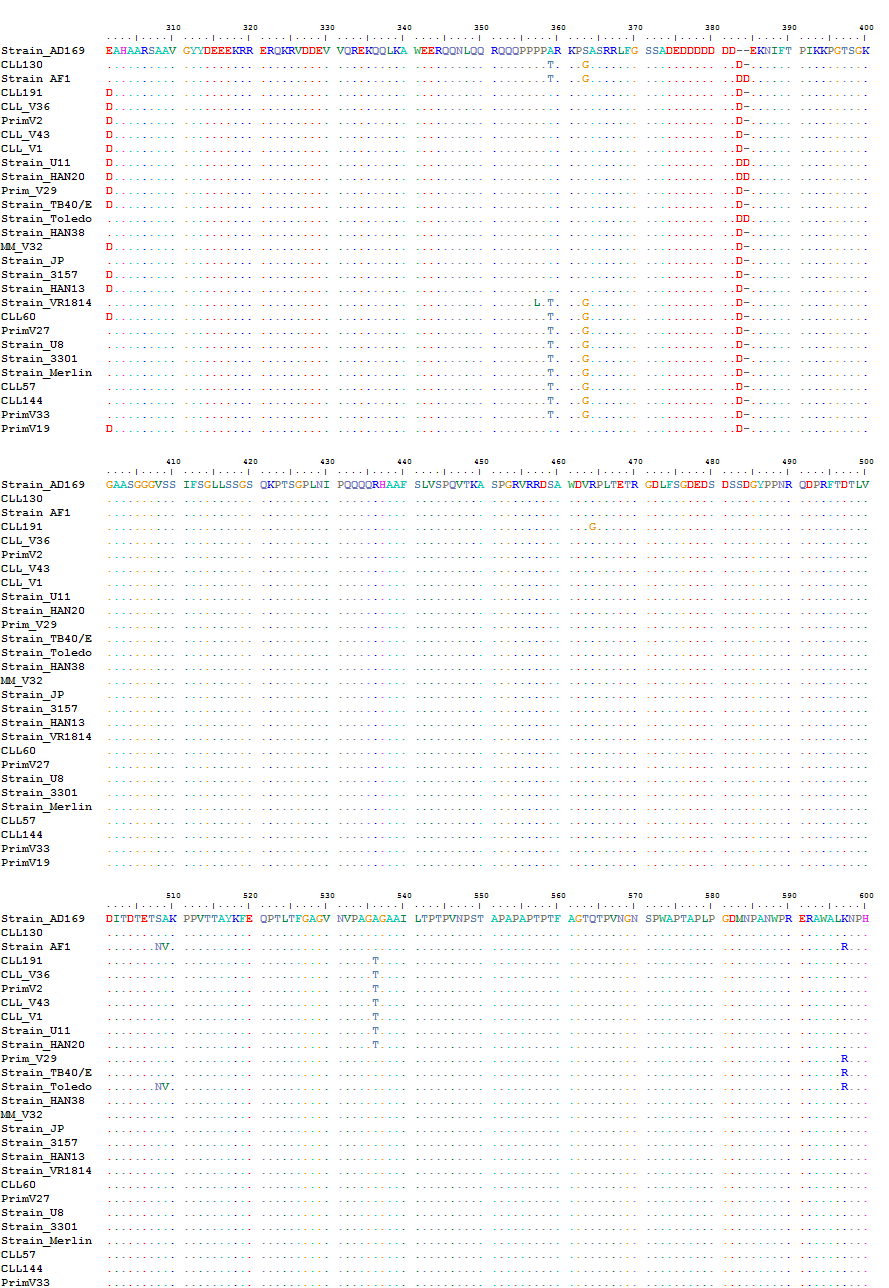 310 320 330 340 350 360 370 380 390 400
Strain_AD169 EAHAARSAAV GYYDEEEKRR ERQKRVDDEV VQREKQQLKA WEERQQNLQQ RQQQPPPPAR KPSASRRLFG SSADEDDDDD DD--EKNIFT PIKKPGTSGK
CLL130 T G D-
Strain AF1 T G DD
CLL191 D D-
CLL_V36 D D-
PrimV2 D D-
CLL_V43 D D-
CLL_V1 D D-
Strain_U11 D DD
Strain_HAN20 D DD
Prim_V29 D D-
Strain_TB40/E D D-
Strain_Toledo DD
Strain_HAN38 D-
MM_V32 D D-
Strain_JP D-
Strain_3157 D D-
Strain_HAN13 D D-
Strain_VR1814 L T G D-
CLL60 D T G D-
PrimV27 T G D-
Strain_U8 T G D-
Strain_3301 T G D-
Strain_Merlin T G D-
CLL57 T G D-
CLL144 T G D-
PrimV33 T G D-
PrimV19 D D-
410 420 430 440 450 460 470 480 490 500
Strain_AD169 GAASGGGVSS IFSGLLSSGS QKPTSGPLNI PQQQQRHAAF SLVSPQVTKA SPGRVRRDSA WDVRPLTETR GDLFSGDEDS DSSDGYPPNR QDPRFTDTLV
CLL130
Strain AF1
CLL191 G
CLL_V36
PrimV2
CLL_V43
CLL_V1
Strain_U11
Strain_HAN20
Prim_V29
Strain_TB40/E
Strain_Toledo
Strain_HAN38
MM_V32
Strain_JP
Strain_3157
Strain_HAN13
Strain_VR1814
CLL60
PrimV27
Strain_U8
Strain_3301
Strain_Merlin
CLL57
CLL144
PrimV33
PrimV19
510 520 530 540 550 560 570 580 590 600
Strain_AD169 DITDTETSAK PPVTTAYKFE QPTLTFGAGV NVPAGAGAAI LTPTPVNPST APAPAPTPTF AGTQTPVNGN SPWAPTAPLP GDMNPANWPR ERAWALKNPH
CLL130
Strain AF1 NV R
CLL191 T
CLL_V36 T
PrimV2 T
CLL_V43 T
CLL_V1 T
Strain_U11 T
Strain_HAN20 T
Prim_V29 R
Strain_TB40/E R
Strain_Toledo NV R
Strain_HAN38
MM_V32
Strain_JP
Strain_3157
Strain_HAN13
Strain_VR1814
CLL60
PrimV27
Strain_U8
Strain_3301
Strain_Merlin
CLL57
CLL144
PrimV33